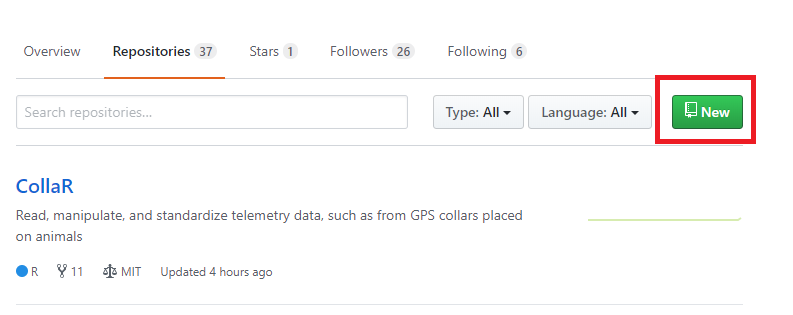 Overview Repositories 37 Stars 1 Followers 26 Following 6
Search repositories... Type: All Language: All New
CollaR
Read, manipulate, and standardize telemetry data, such as from GPS collars placed
on animals
R 11 MIT Updated 4 hours ago